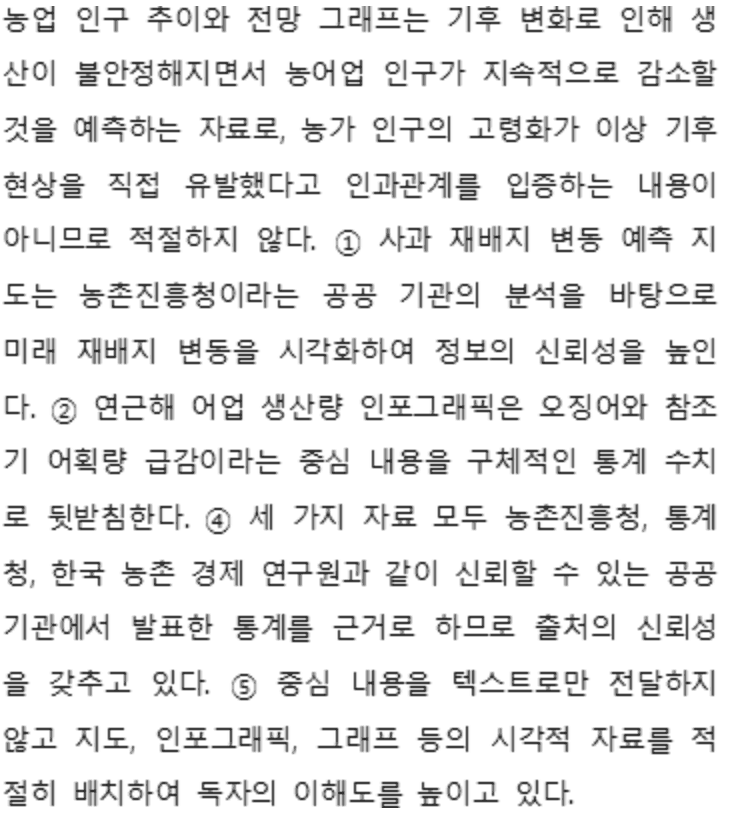 농업 인구 추이와 전망 그래프는 기후 변화로 인해 생
산이 불안정해지면서 농어업 인구가 지속적으로 감소할
것을 예측하는 자료로, 농가 인구의 고령화가 이상 기후
현상을 직접 유발했다고 인과관계를 입증하는 내용이
아니므로 적절하지 않다. ① 사과 재배지 변동 예측 지
도는 농촌진흥청이라는 공공 기관의 분석을 바탕으로
미래 재배지 변동을 시각화하여 정보의 신뢰성을 높인
다. ② 연근해 어업 생산량 인포그래픽은 오징어와 참조
기 어획량 급감이라는 중심 내용을 구체적인 통계 수치
로 뒷받침한다. ④ 세 가지 자료 모두 농촌진흥청, 통계
청, 한국 농촌 경제 연구원과 같이 신뢰할 수 있는 공공
기관에서 발표한 통계를 근거로 하므로 출처의 신뢰성
을 갖추고 있다. ⑤ 중심 내용을 텍스트로만 전달하지
않고 지도, 인포그래픽, 그래프 등의 시각적 자료를 적
절히 배치하여 독자의 이해도를 높이고 있다.